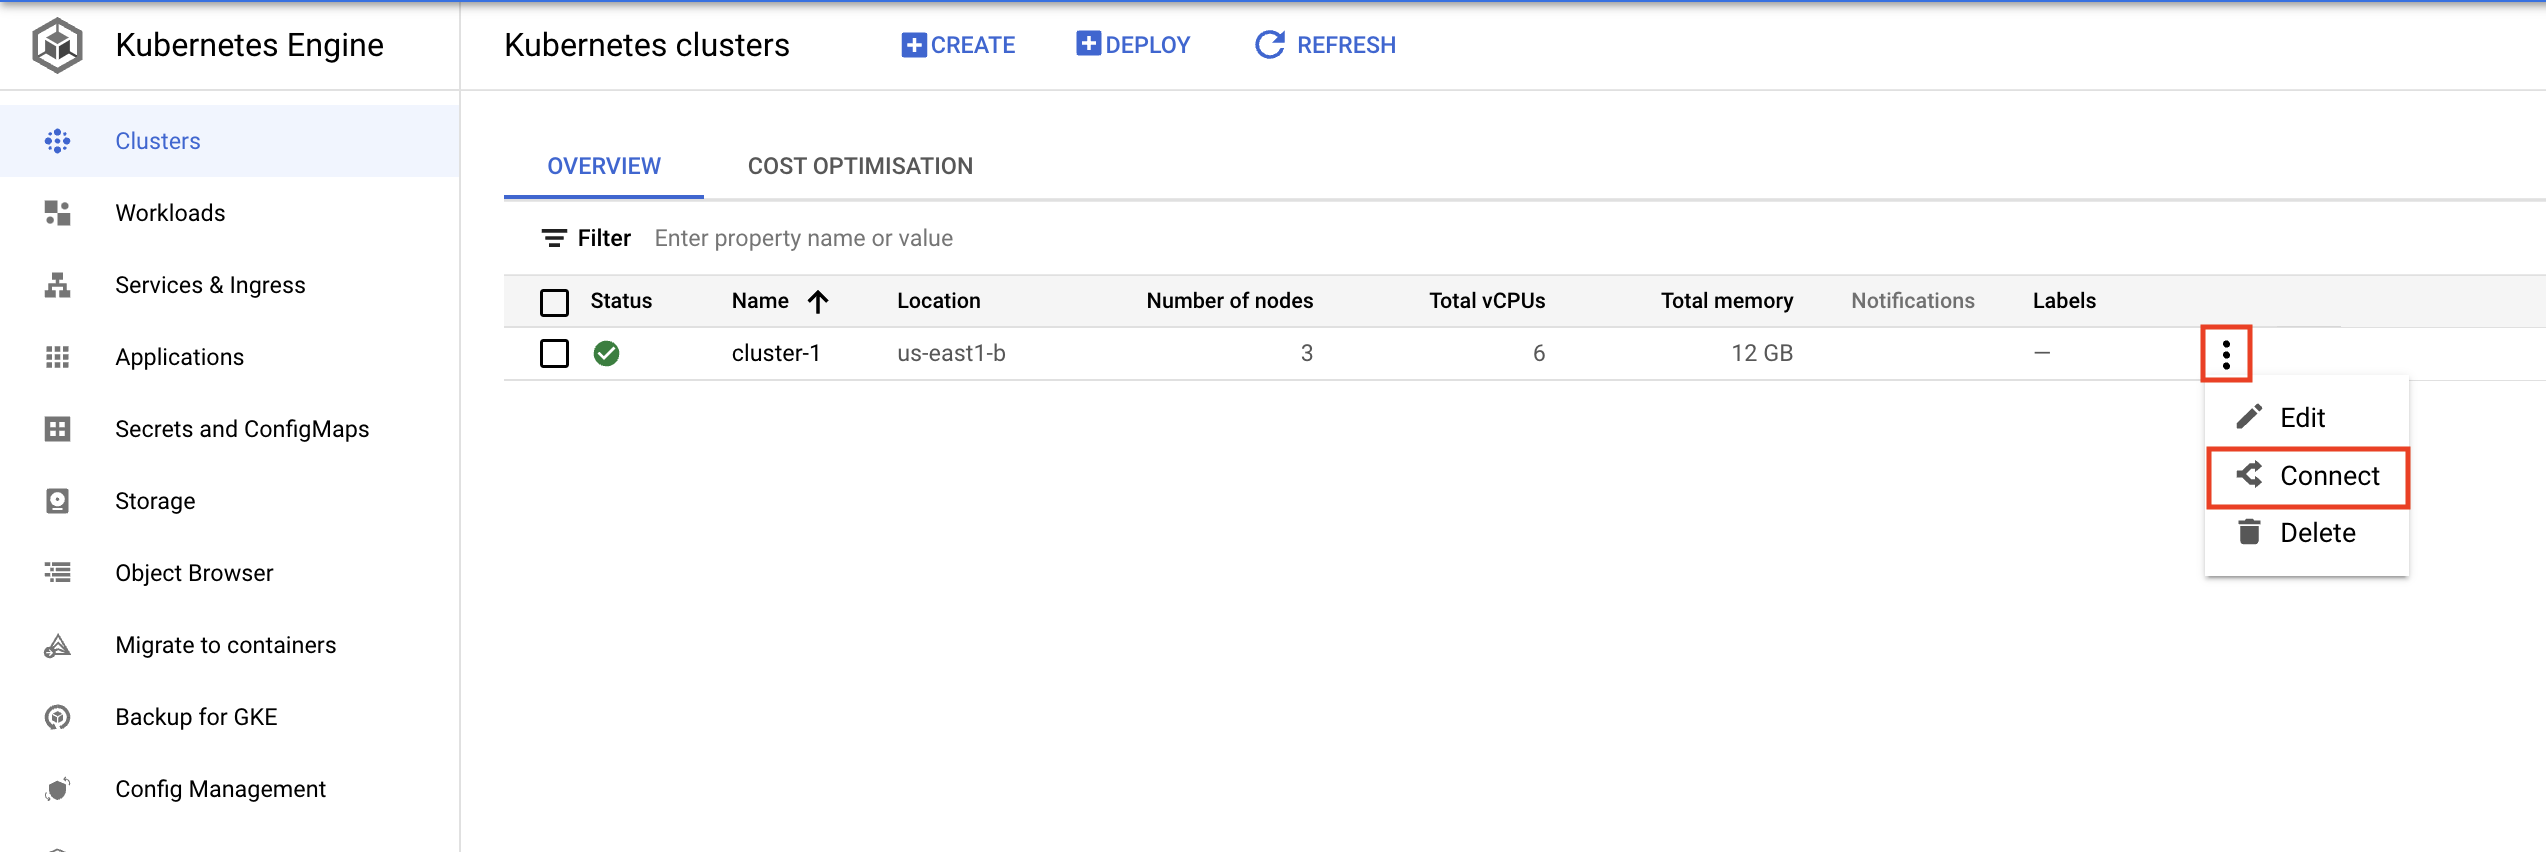 Kubernetes Engine
Kubernetes clusters
CREATE
DEPLOY
REFRESH
Clusters
Workloads
Services & Ingress
Applications
Secrets and ConfigMaps
Storage
Object Browser
Migrate to containers
Backup for GKE
Config Management
OVERVIEW
COST OPTIMISATION
Filter Enter property name or value
Status Name Location Number of nodes Total vCPUs Total memory Notifications Labels
cluster-1 us-east1-b 3 6 12 GB —
Edit
Connect
Delete